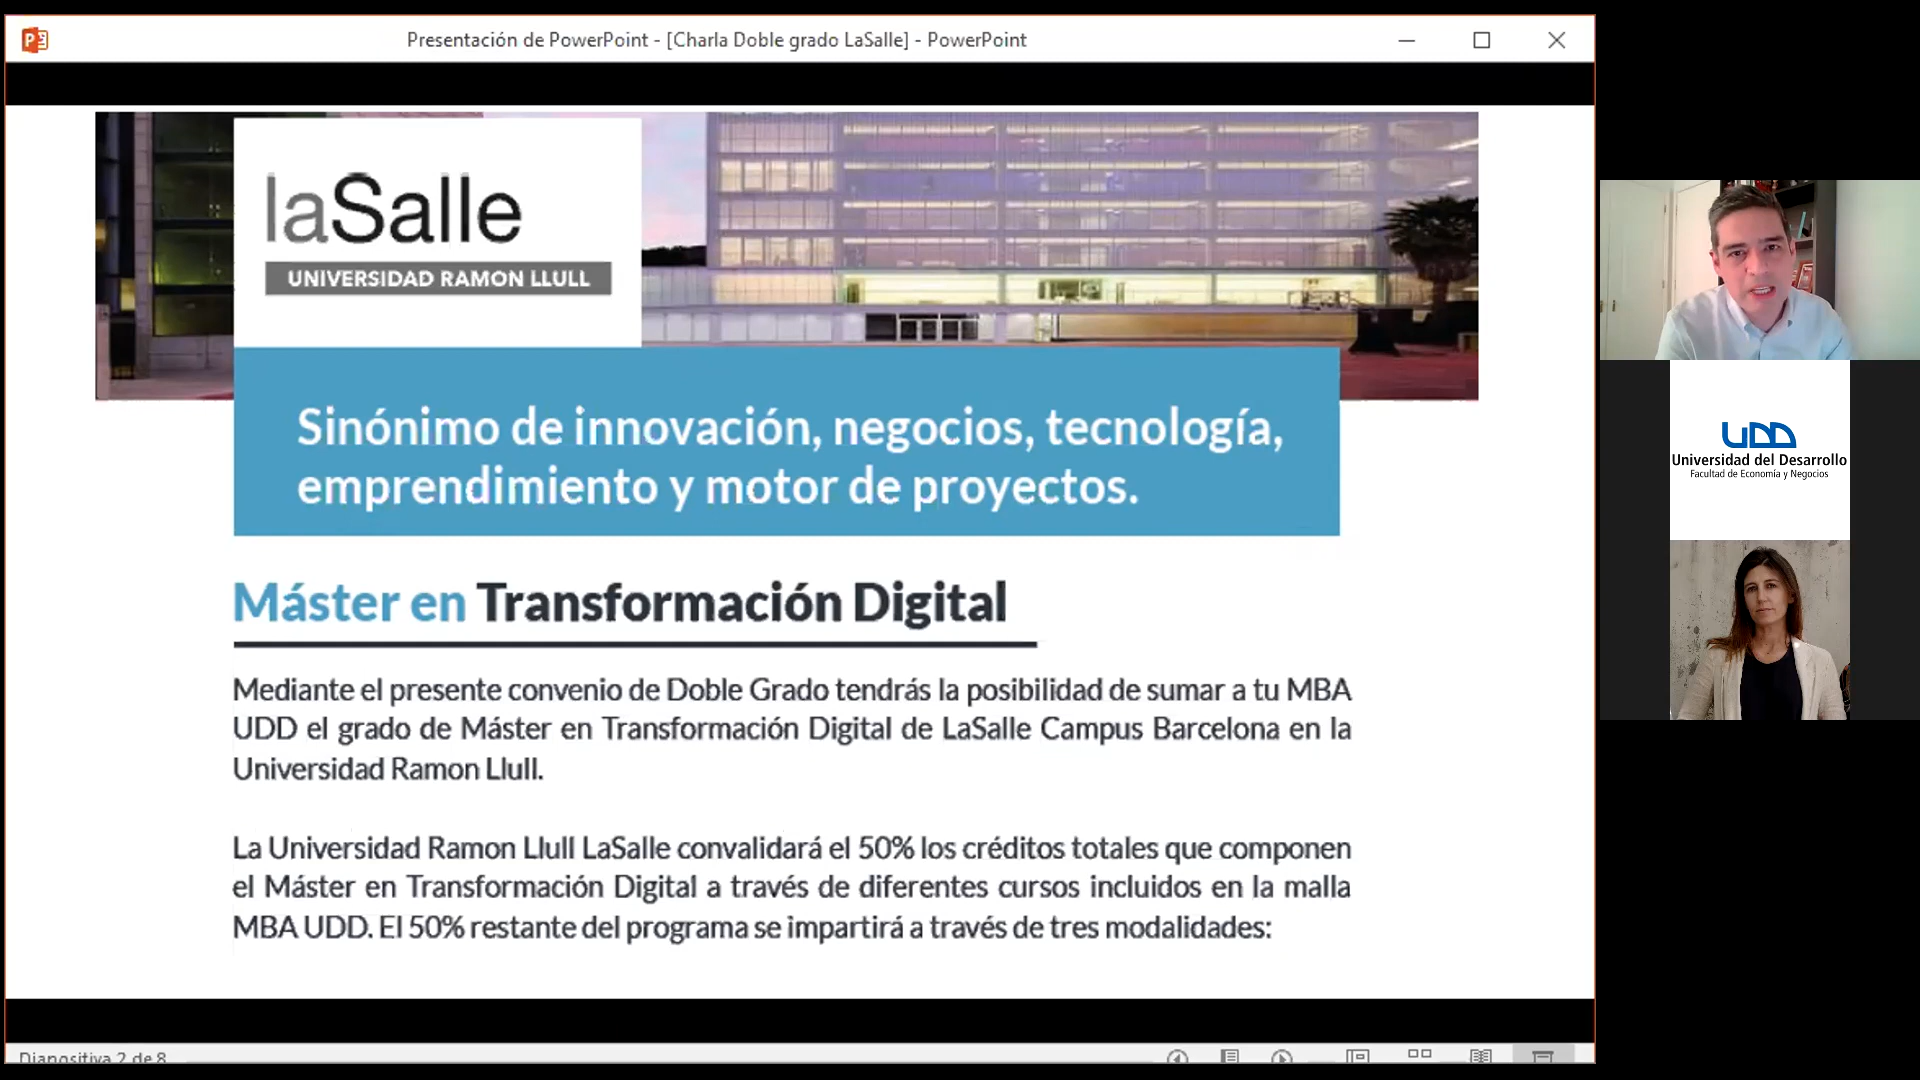 Presentación de PowerPoint - [Charla Doble grado LaSalle] - PowerPoint
laSalle
UNIVERSIDAD RAMON LLULL
Sinónimo de innovación, negocios, tecnología,
emprendimiento y motor de proyectos.
Máster en Transformación Digital
Mediante el presente convenio de Doble Grado tendrás la posibilidad de sumar a tu MBA
UDD el grado de Máster en Transformación Digital de LaSalle Campus Barcelona en la
Universidad Ramon Llull.
La Universidad Ramon Llull LaSalle convalidará el 50% los créditos totales que componen
el Máster en Transformación Digital a través de diferentes cursos incluidos en la malla
MBA UDD. El 50% restante del programa se impartirá a través de tres modalidades:
Diapositiva 2 de 8
UDD
Universidad del Desarrollo
Facultad de Economía y Negocios